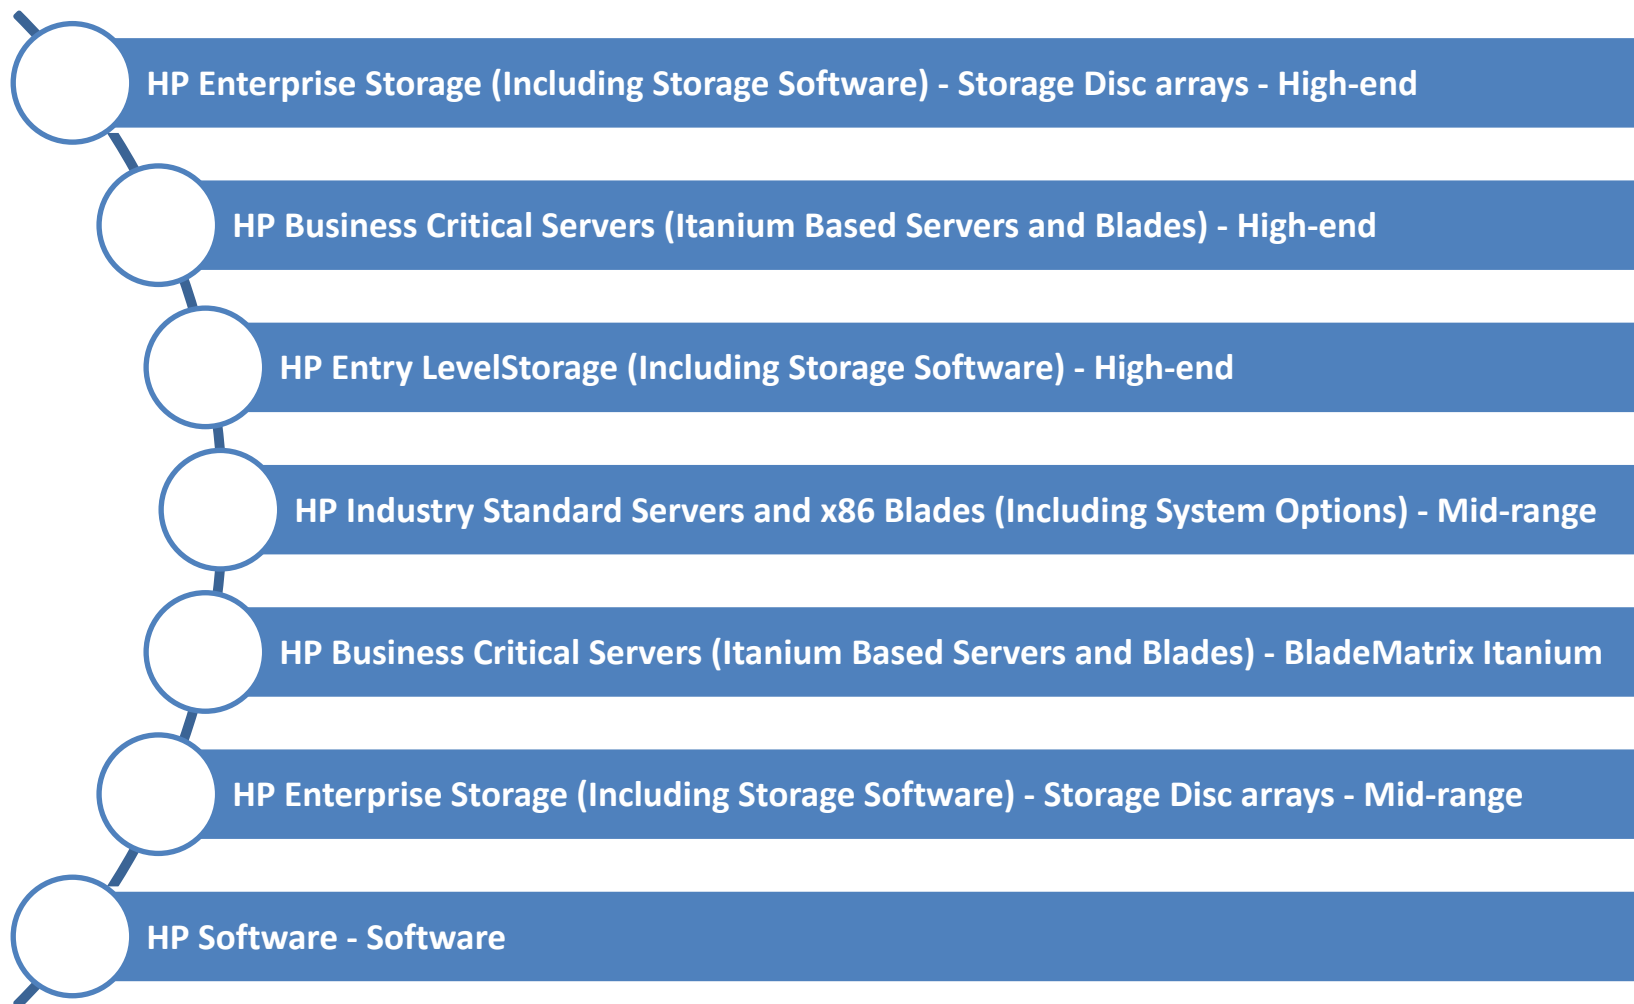 HP Enterprise Storage (Including Storage Software) - Storage Disc arrays - High-end
HP Business Critical Servers (Itanium Based Servers and Blades) - High-end
HP Entry LevelStorage (Including Storage Software) - High-end
HP Industry Standard Servers and x86 Blades (Including System Options) - Mid-range
HP Business Critical Servers (Itanium Based Servers and Blades) - BladeMatrix Itanium
HP Enterprise Storage (Including Storage Software) - Storage Disc arrays - Mid-range
HP Software - Software